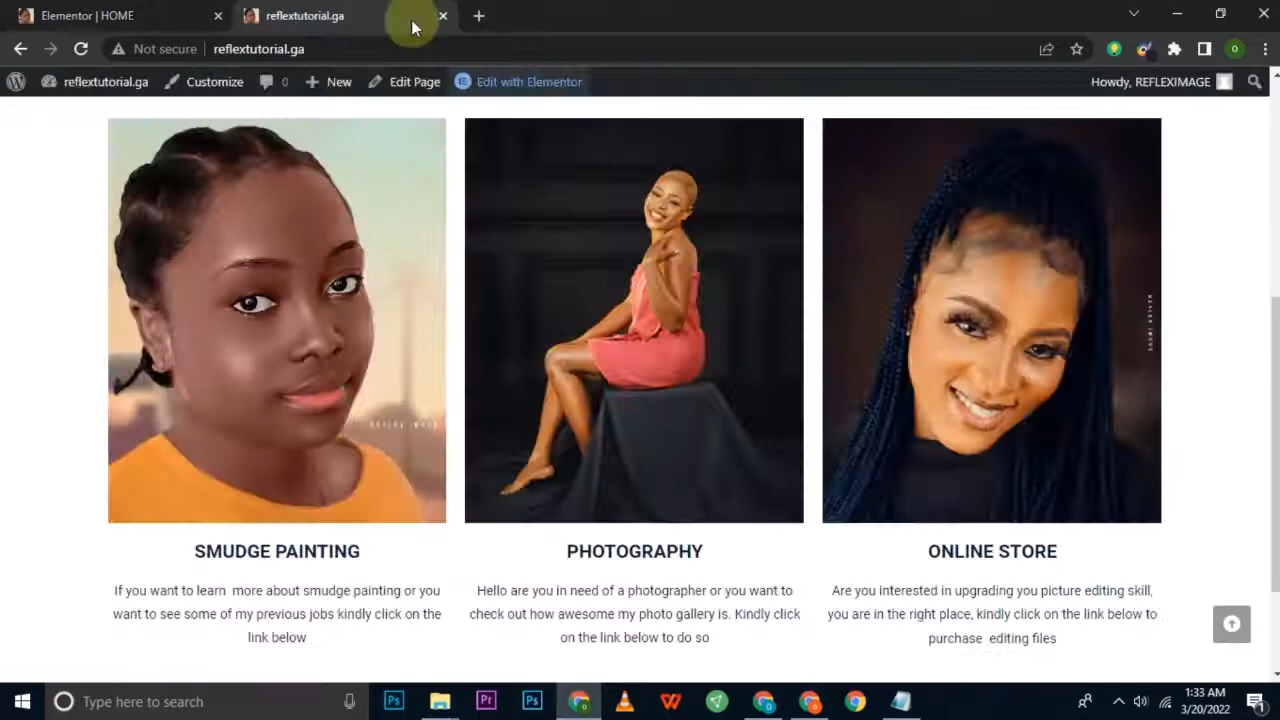 Elementor | HOME
reflextutorial.ga
Not secure
reflextutorial.ga
O
reflextutorial.ga
Customize
0
New
Edit Page
Edit with Elementor
Howdy, REFLEXIMAGE
SMUDGE PAINTING
If you want to learn more about smudge painting or you
want to see some of my previous jobs kindly click on the
link below
PHOTOGRAPHY
Hello are you in need of a photographer or you want to
check out how awesome my photo gallery is. Kindly click
on the link below to do so
ONLINE STORE
Are you interested in upgrading you picture editing skill,
you are in the right place, kindly click on the link below to
purchase editing files
Type here to search
Ps
Pr
Ps
1:33 AM
3/20/2022
1